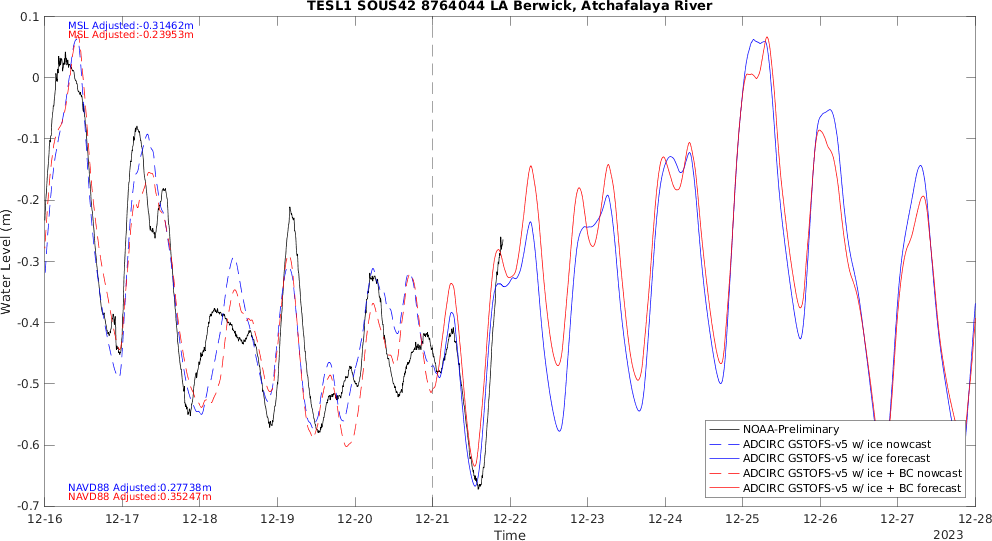 TESL1 SOUS42 8764044 LA Berwick, Atchafalaya River
MSL Adjusted:-0.31462m
MSL Adjusted:-0.23953m
0.1
0
-0.1
-0.2
-0.3
-0.4
-0.5
-0.6
-0.7
Water Level (m)
NAVD88 Adjusted:0.27738m
NAVD88 Adjusted:0.35247m
NOAA-Preliminary
ADCIRC GSTOFS-v5 w/ ice nowcast
ADCIRC GSTOFS-v5 w/ ice forecast
ADCIRC GSTOFS-v5 w/ ice + BC nowcast
ADCIRC GSTOFS-v5 w/ ice + BC forecast
12-16 12-17 12-18 12-19 12-20 12-21 12-22 12-23 12-24 12-25 12-26 12-27 12-28
Time
2023